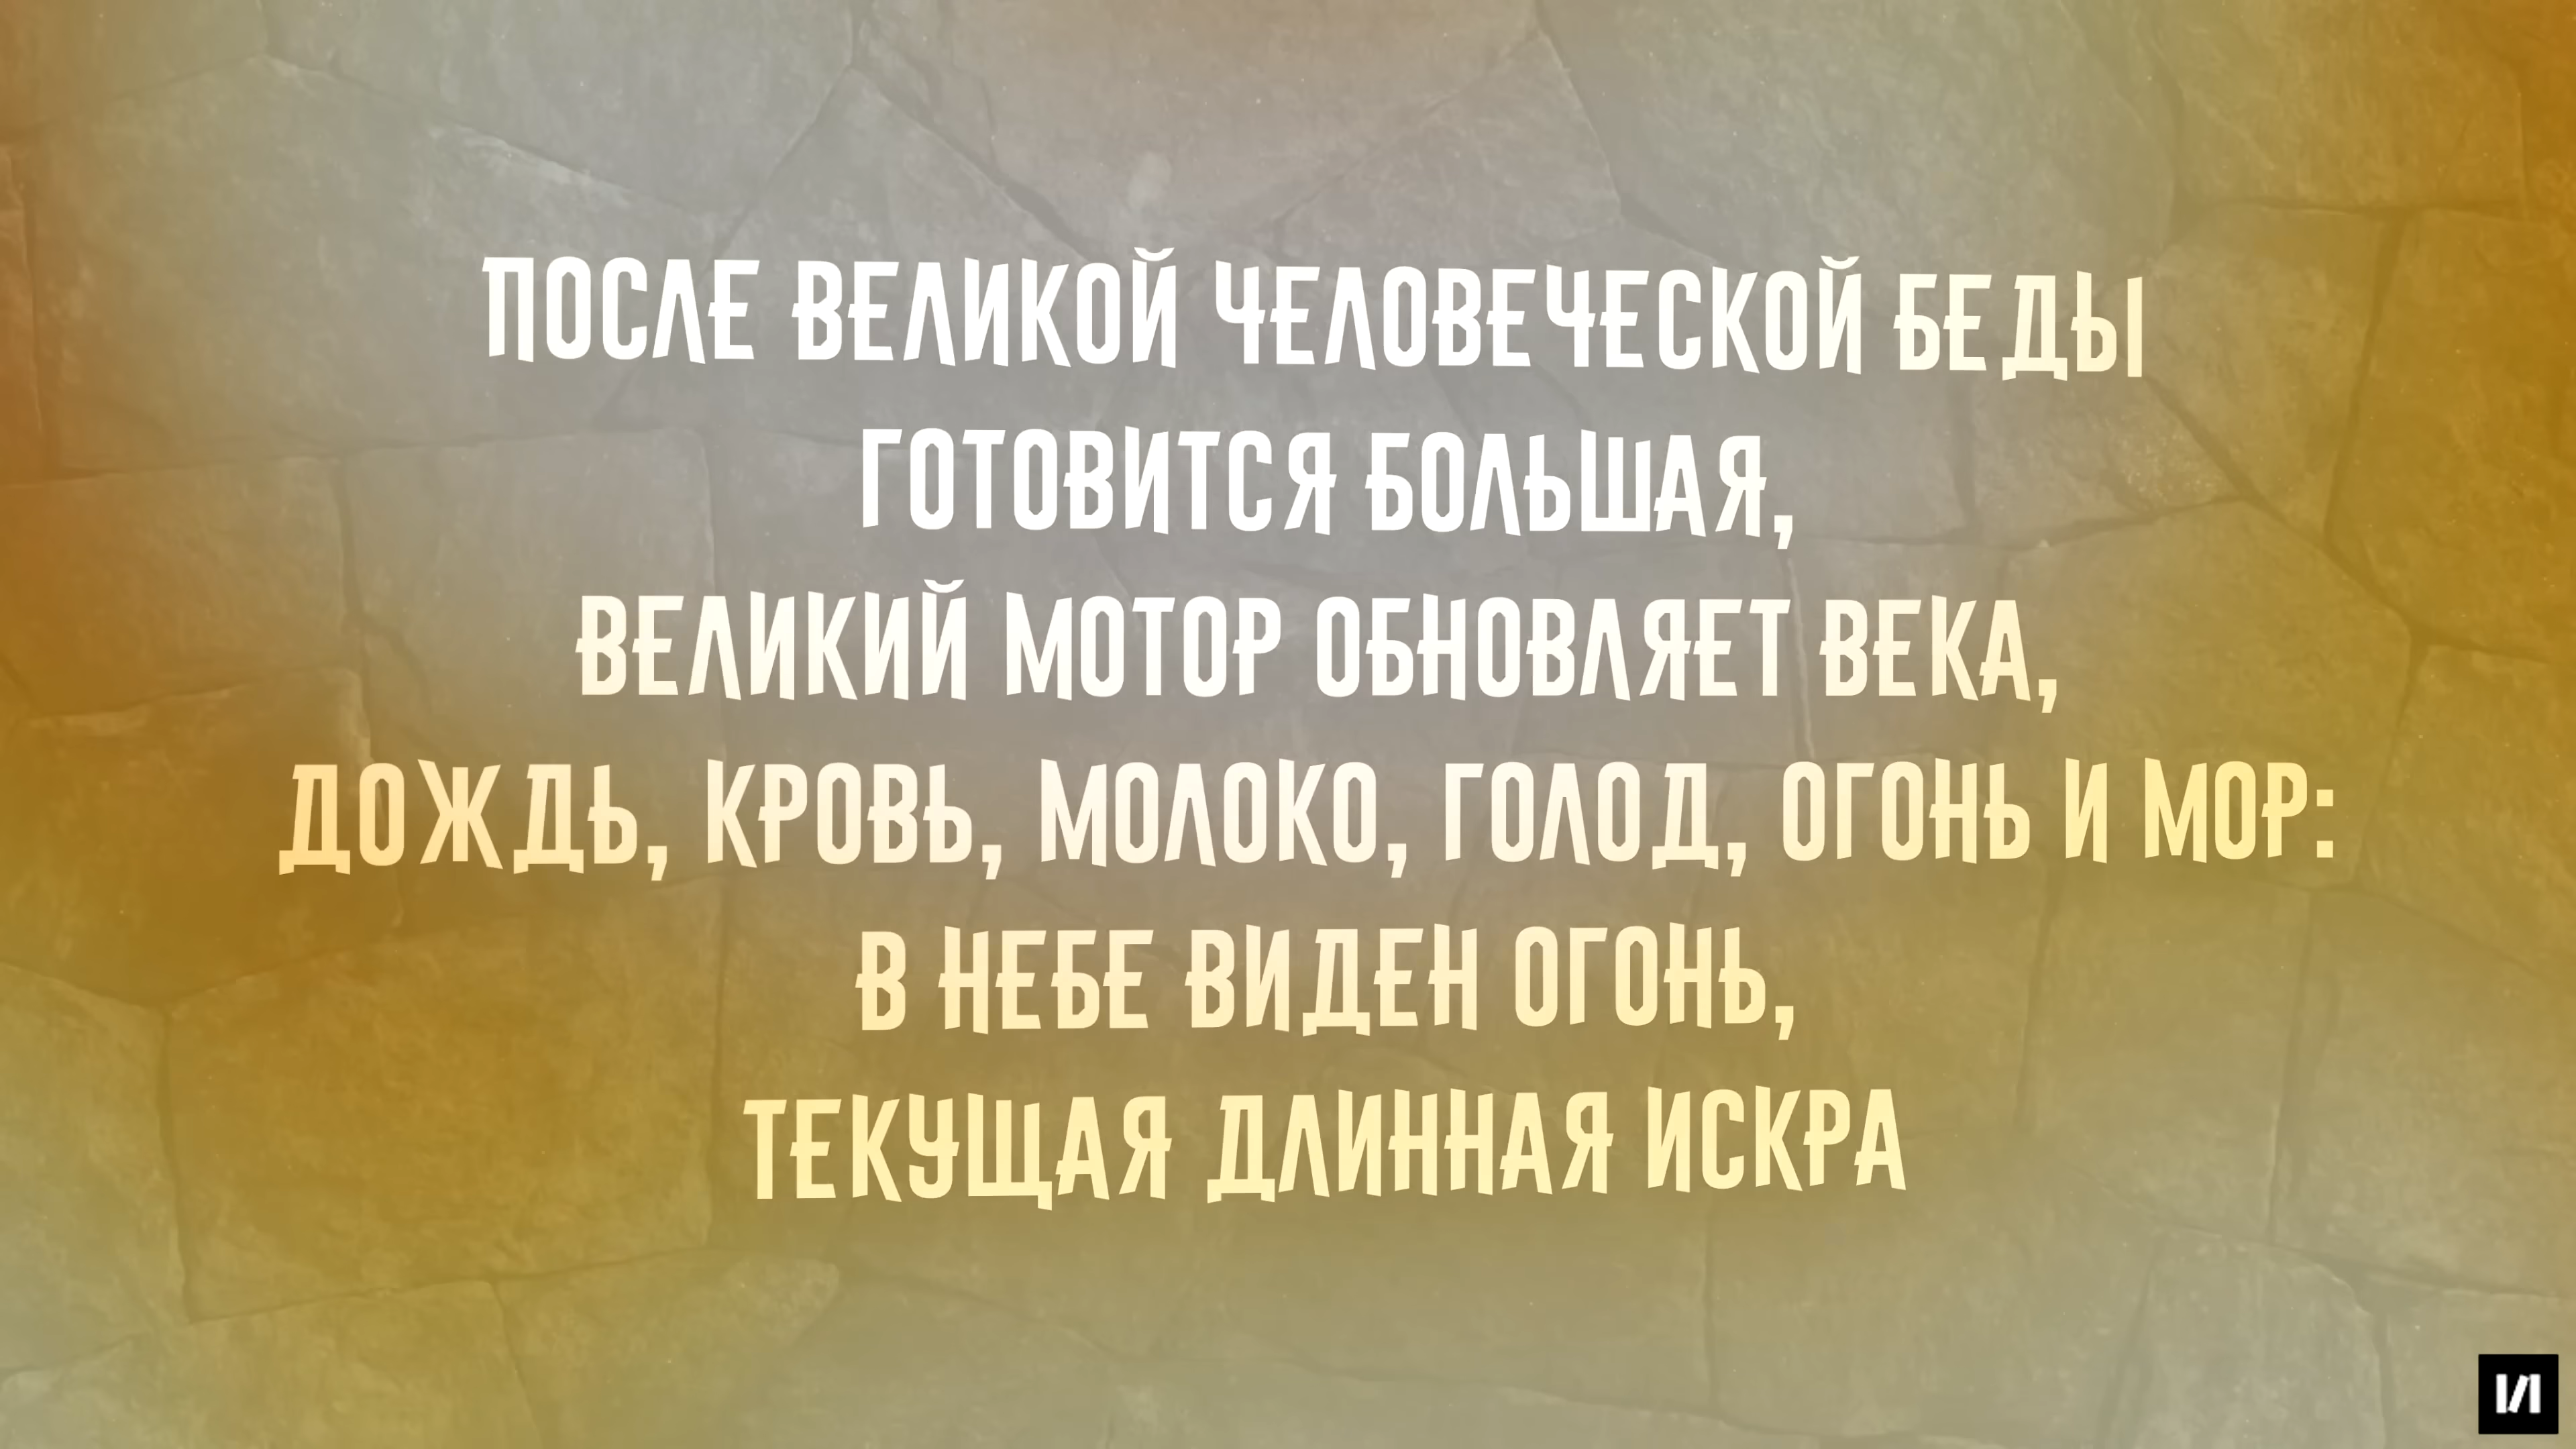 ПОСЛЕ ВЕЛИКОЙ ЧЕЛОВЕЧЕСКОЙ БЕДЫ
ГОТОВИТСЯ БОЛЬШАЯ,
ВЕЛИКИЙ МОТОР ОБНОВЛЯЕТ ВЕКА,
ДОЖДЬ, КРОВЬ, МОЛОКО, ГОЛОД, ОГОНЬ И МОР:
В НЕБЕ ВИДЕН ОГОНЬ,
ТЕКУЩАЯ ДЛИННАЯ ИСКРА
И